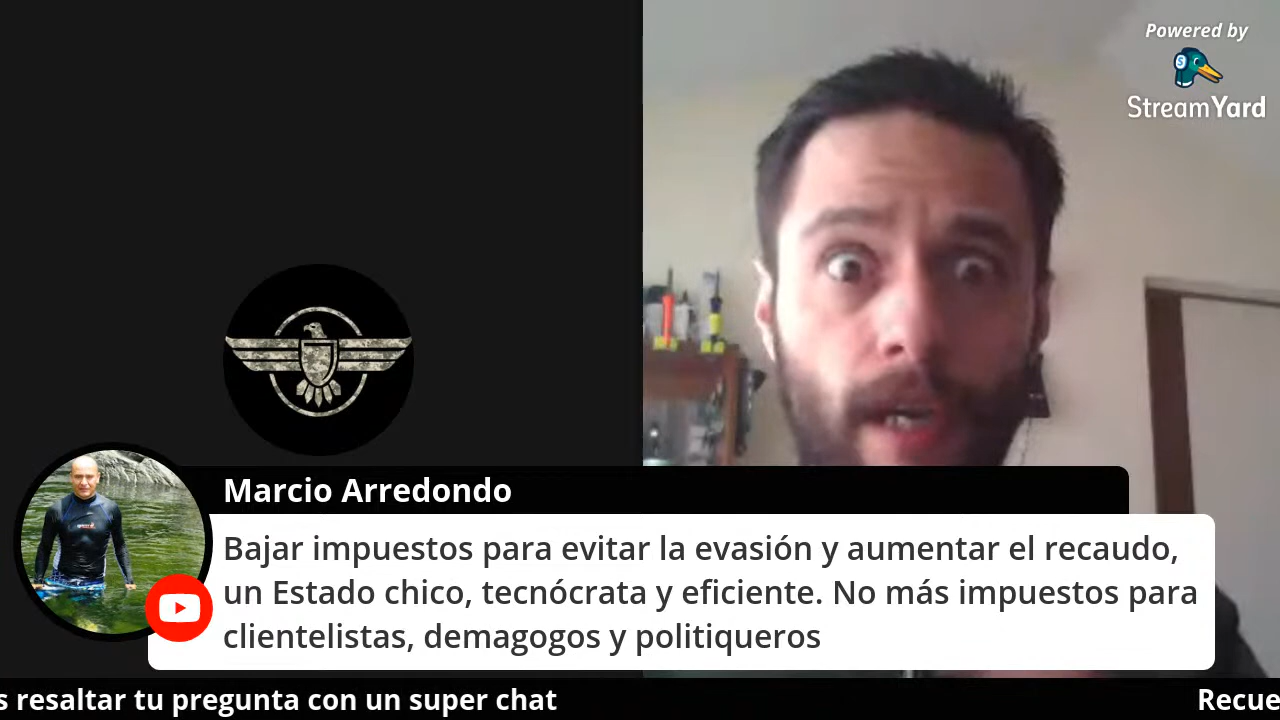 Powered by
StreamYard
Marcio Arredondo
Bajar impuestos para evitar la evasión y aumentar el recaudo,
un Estado chico, tecnócrata y eficiente. No más impuestos para
clientelistas, demagogos y politiqueros
s resaltar tu pregunta con un super chat
Recue